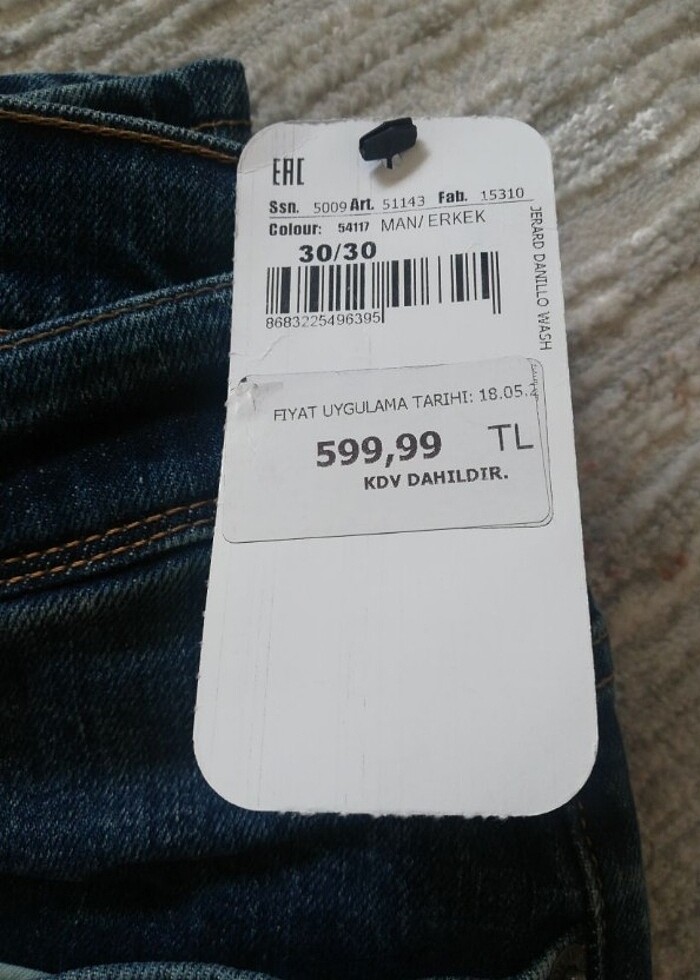 EAC
Ssn. 5009 Art. 51143 Fab. 15310
Colour: 54117 MAN/ ERKEK
30/30
8683225496395
JERARD DANILLO WASH
FIYAT UYGULAMA TARIHI: 18.05.
599,99 TL
KDV DAHILDIR.